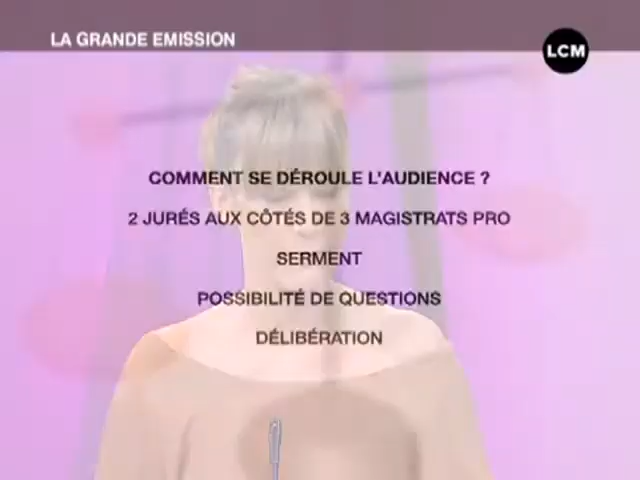 LA GRANDE EMISSION
LCM
COMMENT SE DÉROULE L'AUDIENCE ?
2 JURÉS AUX CÔTÉS DE 3 MAGISTRATS PRO
SERMENT
POSSIBILITÉ DE QUESTIONS
DÉLIBÉRATION